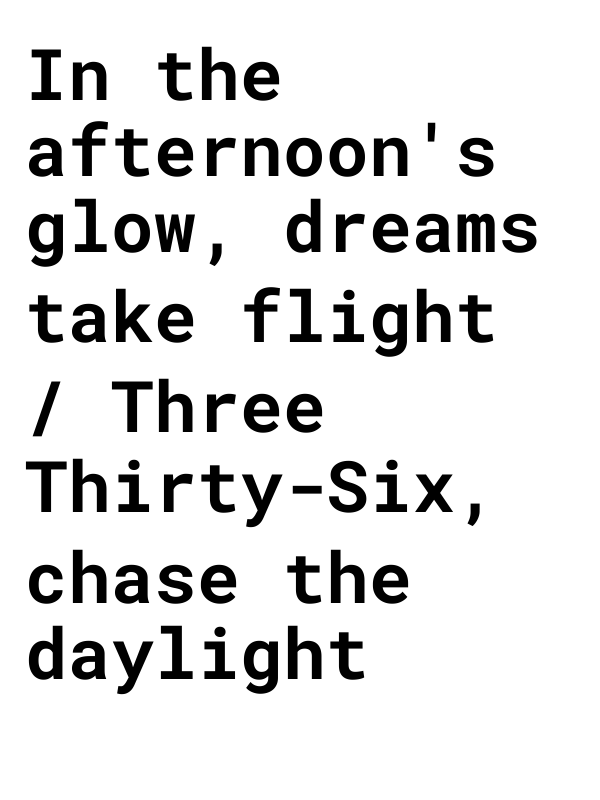 In the
afternoon's
glow, dreams
take flight
/ Three
Thirty-Six,
chase the
daylight